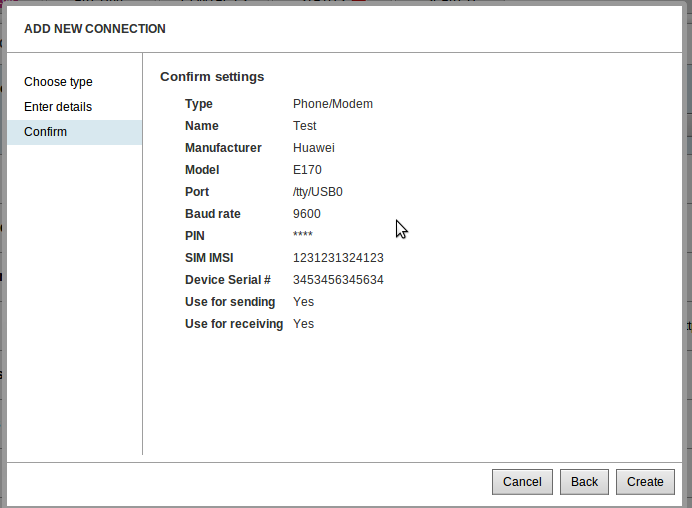 ADD NEW CONNECTION
Choose type
Enter details
Confirm
Confirm settings
Type Phone/Modem
Name Test
Manufacturer Huawei
Model E170
Port /tty/USB0
Baud rate 9600
PIN ****
SIM IMSI 1231231324123
Device Serial # 3453456345634
Use for sending Yes
Use for receiving Yes
Cancel Back Create